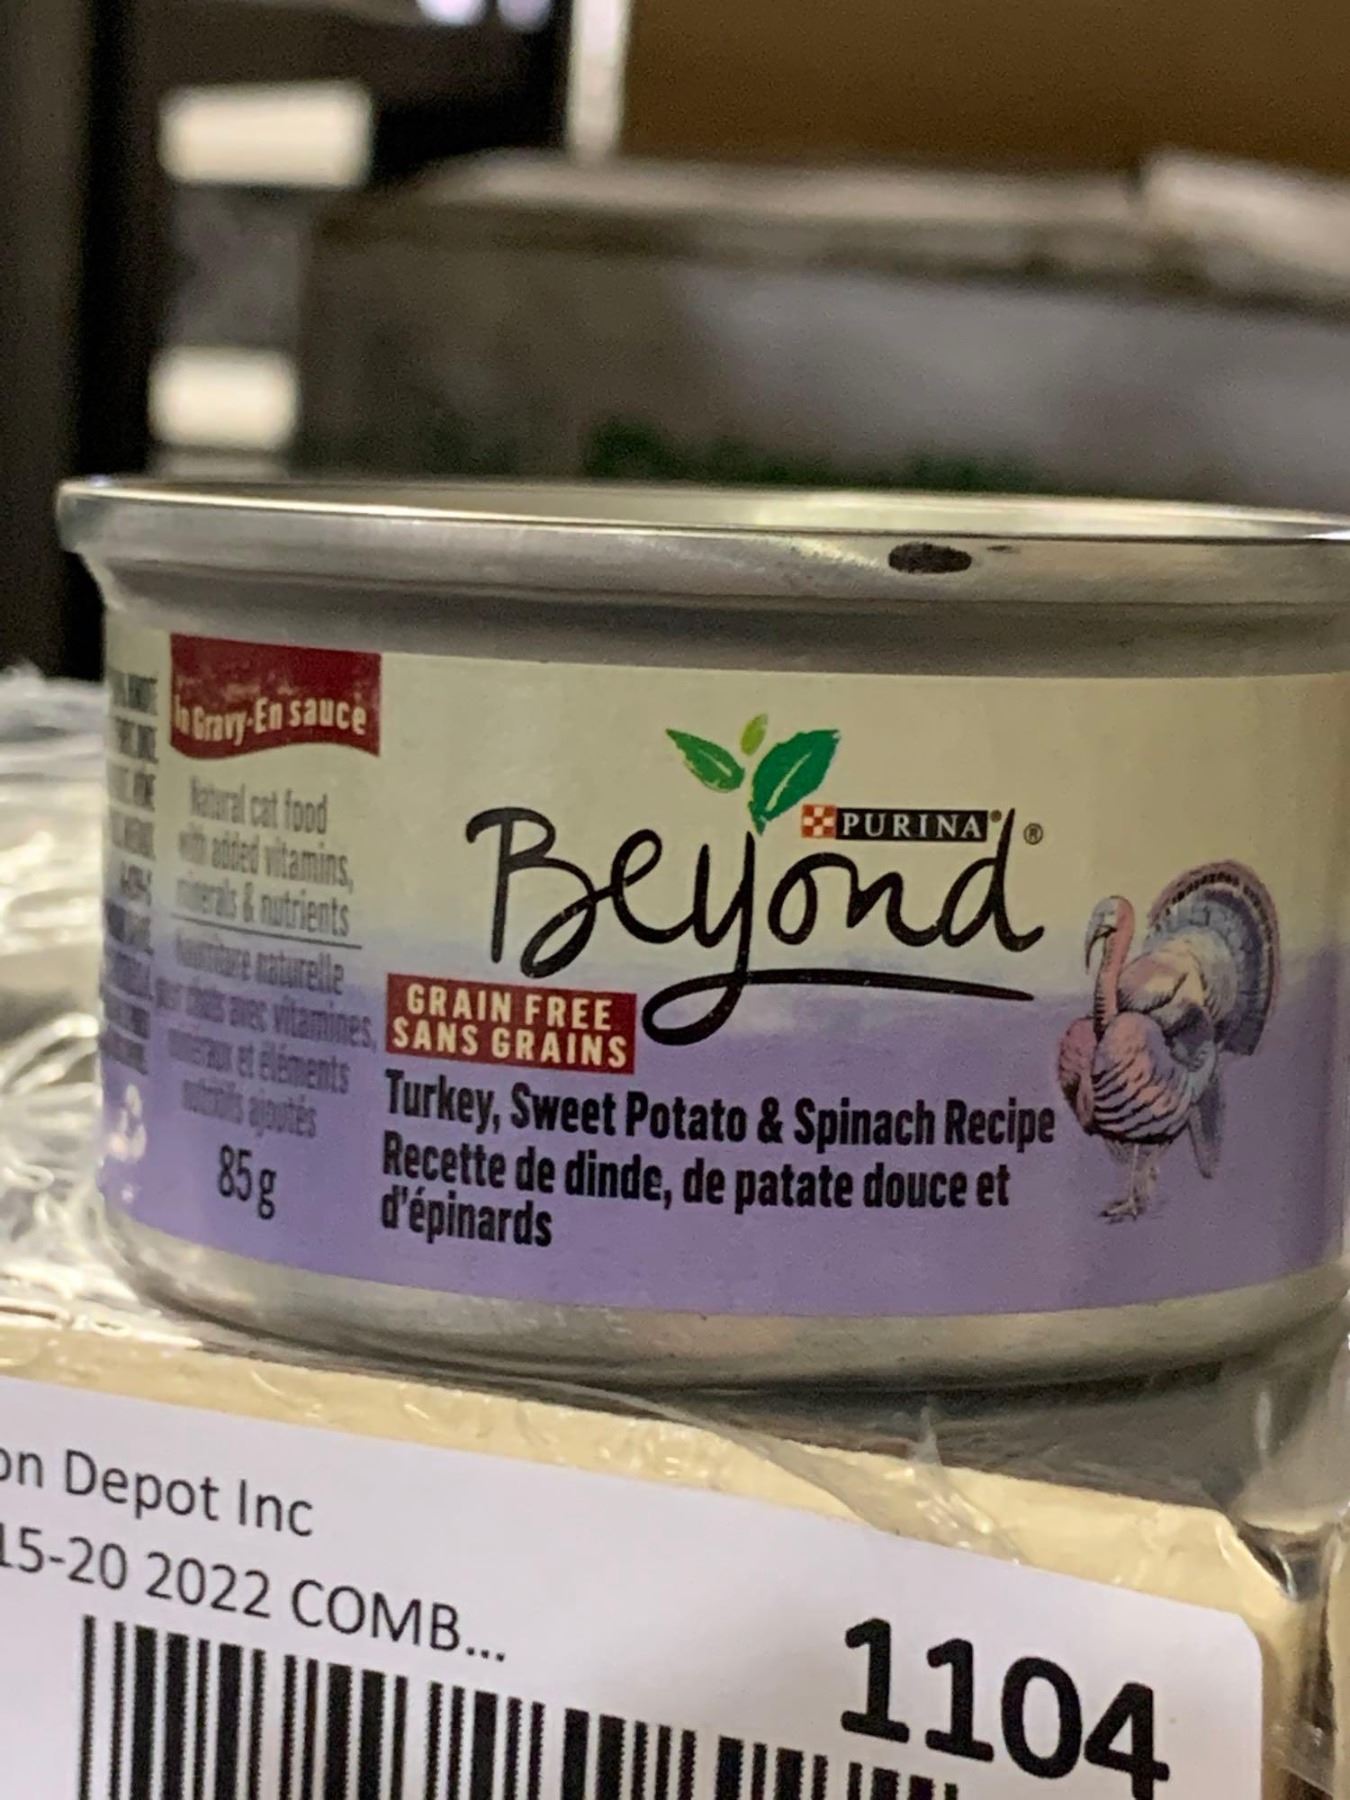 In Gravy-En sauce
Natural cat food
with added vitamins,
minerals & nutrients
Nourriture naturelle
pour chats avec vitamines,
minéraux et éléments
nutritifs ajoutés
85 g
PURINA®
Beyond®
GRAIN FREE
SANS GRAINS
Turkey, Sweet Potato & Spinach Recipe
Recette de dinde, de patate douce et
d'épinards
on Depot Inc
15-20 2022 COMB...
1104